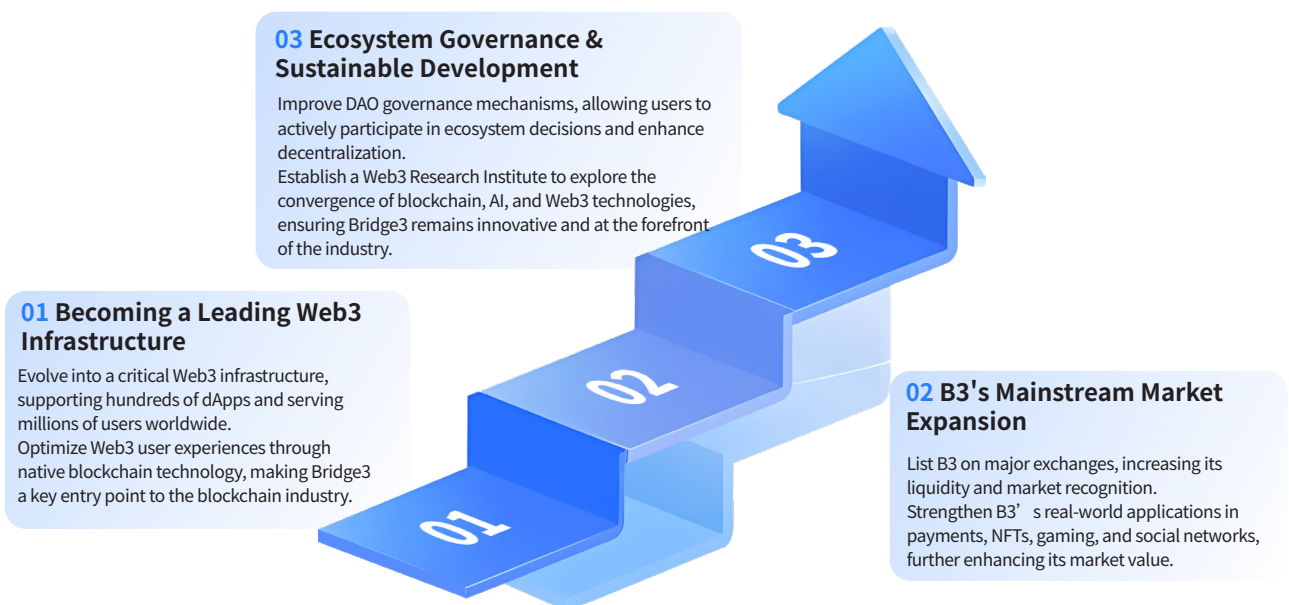 03 Ecosystem Governance &
Sustainable Development
Improve DAO governance mechanisms, allowing users to
actively participate in ecosystem decisions and enhance
decentralization.
Establish a Web3 Research Institute to explore the
convergence of blockchain, AI, and Web3 technologies,
ensuring Bridge3 remains innovative and at the forefront
of the industry.
01 Becoming a Leading Web3
Infrastructure
Evolve into a critical Web3 infrastructure,
supporting hundreds of dApps and serving
millions of users worldwide.
Optimize Web3 user experiences through
native blockchain technology, making Bridge3
a key entry point to the blockchain industry.
02 B3's Mainstream Market
Expansion
List B3 on major exchanges, increasing its
liquidity and market recognition.
Strengthen B3’ s real-world applications in
payments, NFTs, gaming, and social networks,
further enhancing its market value.
03
02
01